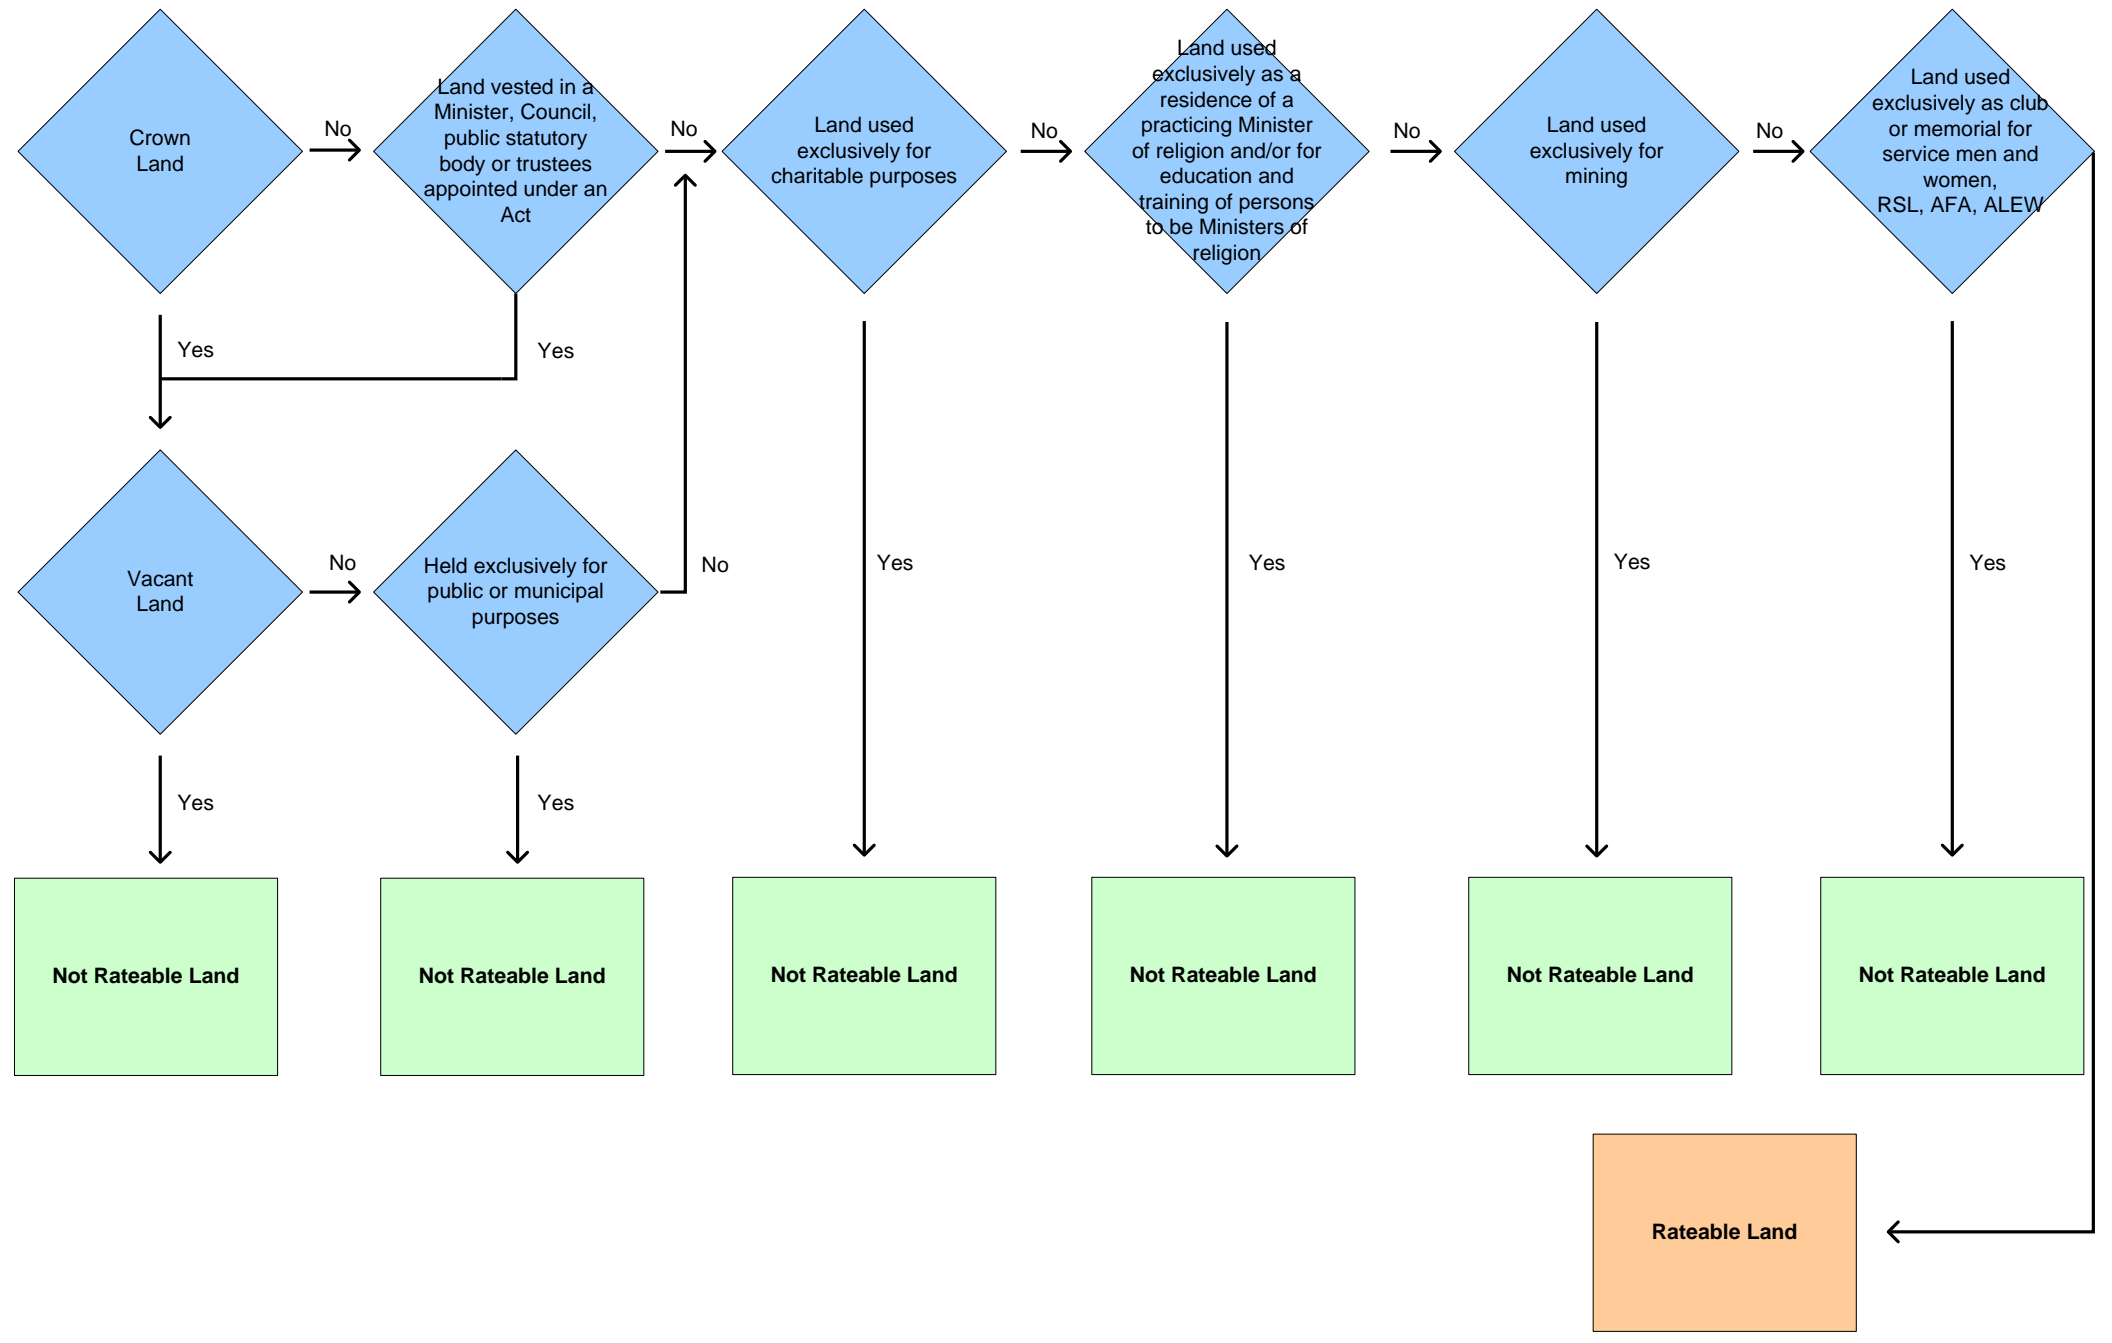 Crown
Land
No
Land vested in a
Minister, Council,
public statutory
body or trustees
appointed under an
Act
No
Land used
exclusively for
charitable purposes
No
Land used
exclusively as a
residence of a
practicing Minister
of religion and/or for
education and
training of persons
to be Ministers of
religion
No
Land used
exclusively for
mining
No
Land used
exclusively as club
or memorial for
service men and
women,
RSL, AFA, ALEW
Yes
Yes
Vacant
Land
No
Held exclusively for
public or municipal
purposes
No
Yes
Yes
Yes
Yes
Yes
Yes
Not Rateable Land
Not Rateable Land
Not Rateable Land
Not Rateable Land
Not Rateable Land
Not Rateable Land
Rateable Land